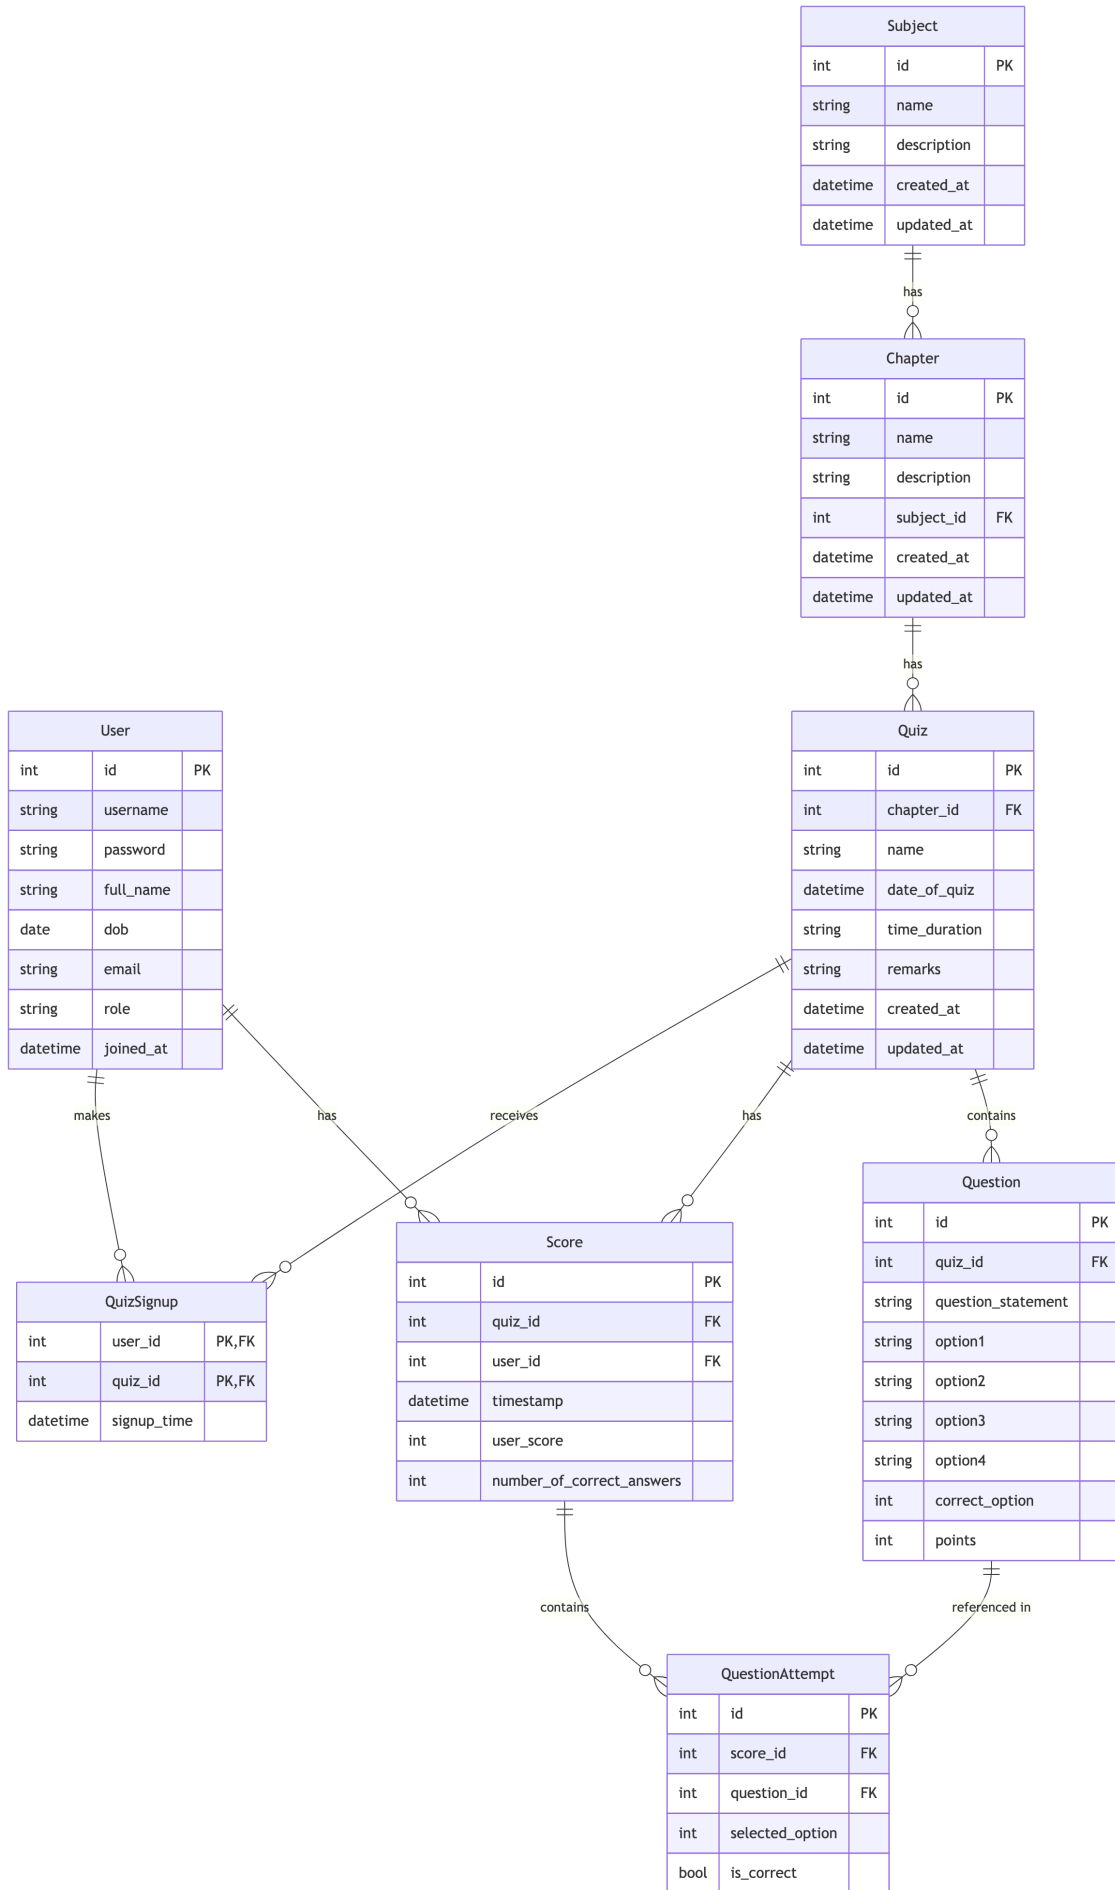 Subject
int id PK
string name
string description
datetime created_at
datetime updated_at
has
Chapter
int id PK
string name
string description
int subject_id FK
datetime created_at
datetime updated_at
has
User
int id PK
string username
string password
string full_name
date dob
string email
string role
datetime joined_at
Quiz
int id PK
int chapter_id FK
string name
datetime date_of_quiz
string time_duration
string remarks
datetime created_at
datetime updated_at
makes
has
receives
has
contains
Question
int id PK
int quiz_id FK
string question_statement
string option1
string option2
string option3
string option4
int correct_option
int points
Score
int id PK
int quiz_id FK
int user_id FK
datetime timestamp
int user_score
int number_of_correct_answers
QuizSignup
int user_id PK,FK
int quiz_id PK,FK
datetime signup_time
contains
referenced in
QuestionAttempt
int id PK
int score_id FK
int question_id FK
int selected_option
bool is_correct